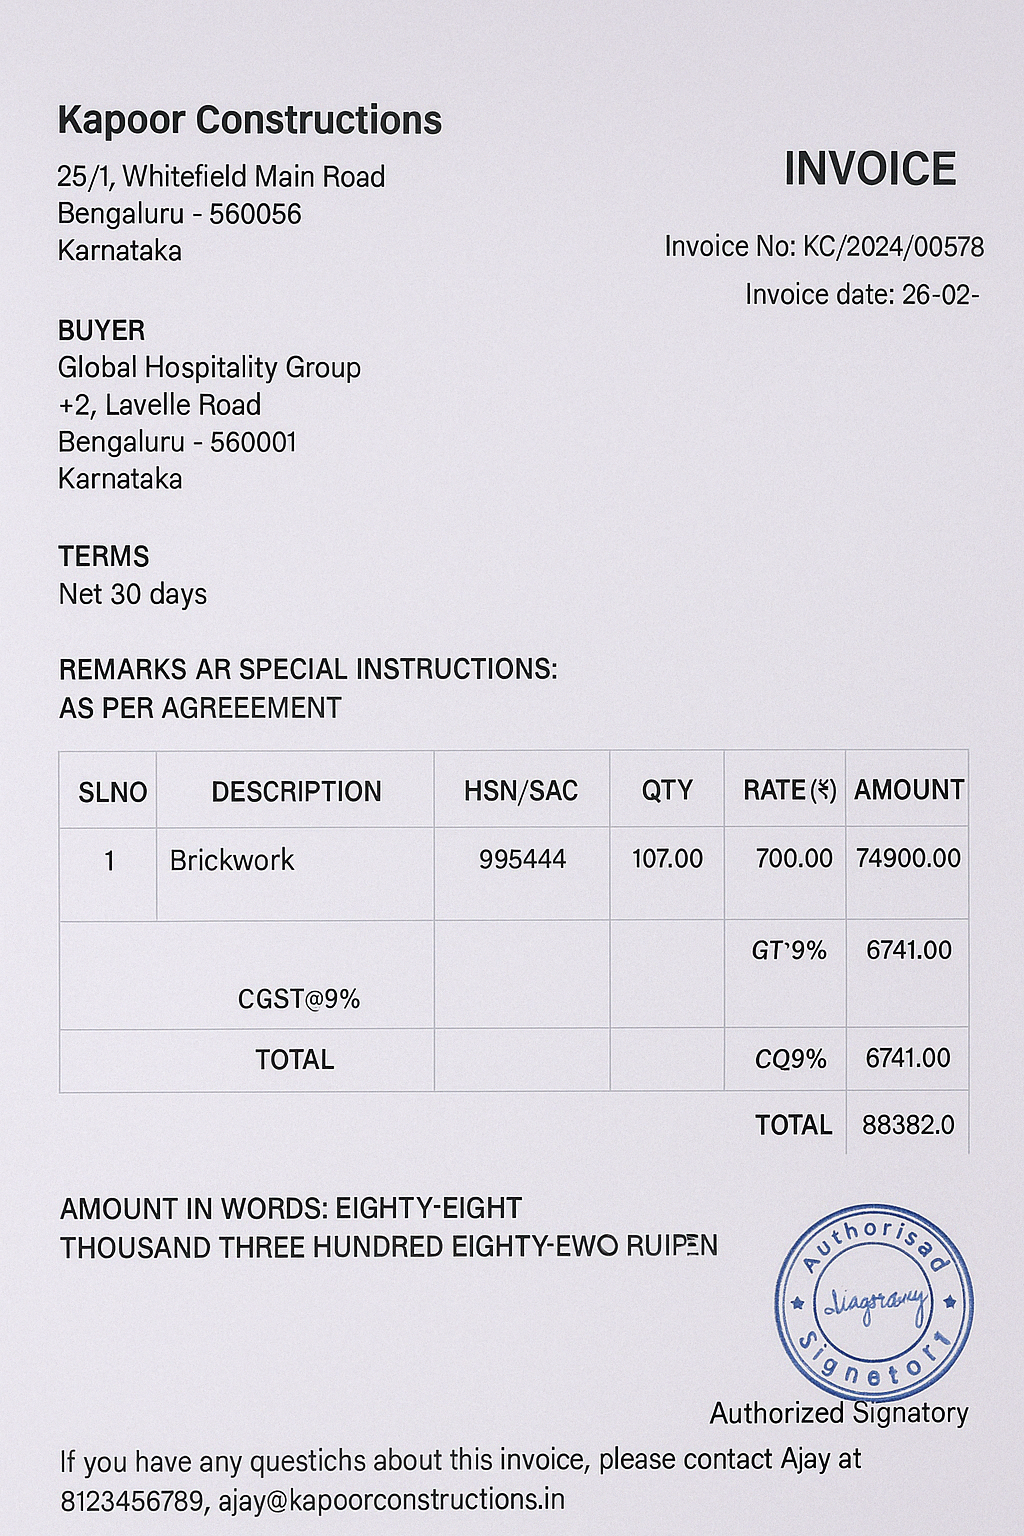 Kapoor Constructions
25/1, Whitefield Main Road
Bengaluru - 560056
Karnataka
INVOICE
Invoice No: KC/2024/00578
Invoice date: 26-02-
BUYER
Global Hospitality Group
+2, Lavelle Road
Bengaluru - 560001
Karnataka
TERMS
Net 30 days
REMARKS AR SPECIAL INSTRUCTIONS:
AS PER AGREEEMENT
SLNO DESCRIPTION HSN/SAC QTY RATE (₹) AMOUNT
1 Brickwork 995444 107.00 700.00 74900.00
GT'9% 6741.00
CGST@9%
TOTAL CQ9% 6741.00
TOTAL 88382.0
AMOUNT IN WORDS: EIGHTY-EIGHT
THOUSAND THREE HUNDRED EIGHTY-EWO RUIPEN
Authorisad
Signetory
Authorized Signatory
If you have any questichs about this invoice, please contact Ajay at
8123456789, ajay@kapoorconstructions.in